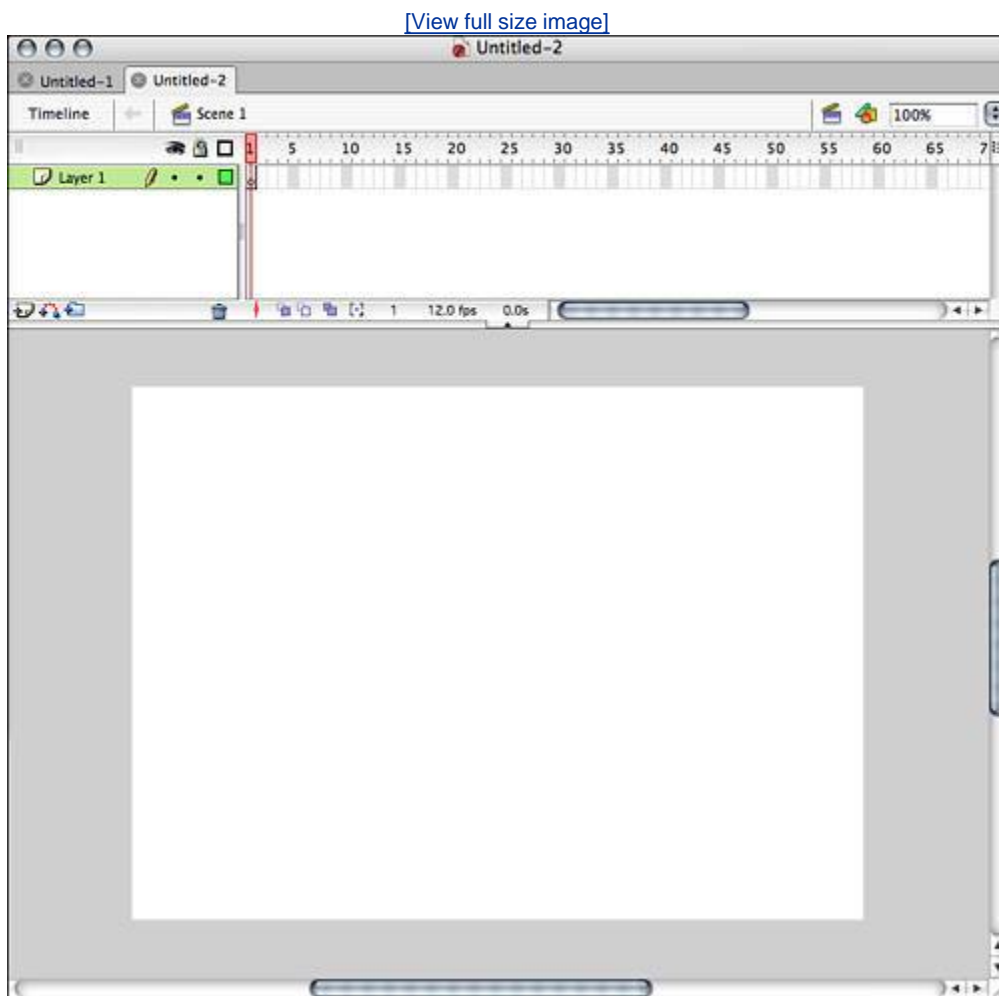 [View full size image]
Untitled-2
Untitled-1 Untitled-2
Timeline Scene 1 100%
1 5 10 15 20 25 30 35 40 45 50 55 60 65 7
Layer 1
1 12.0 fps 0.0s